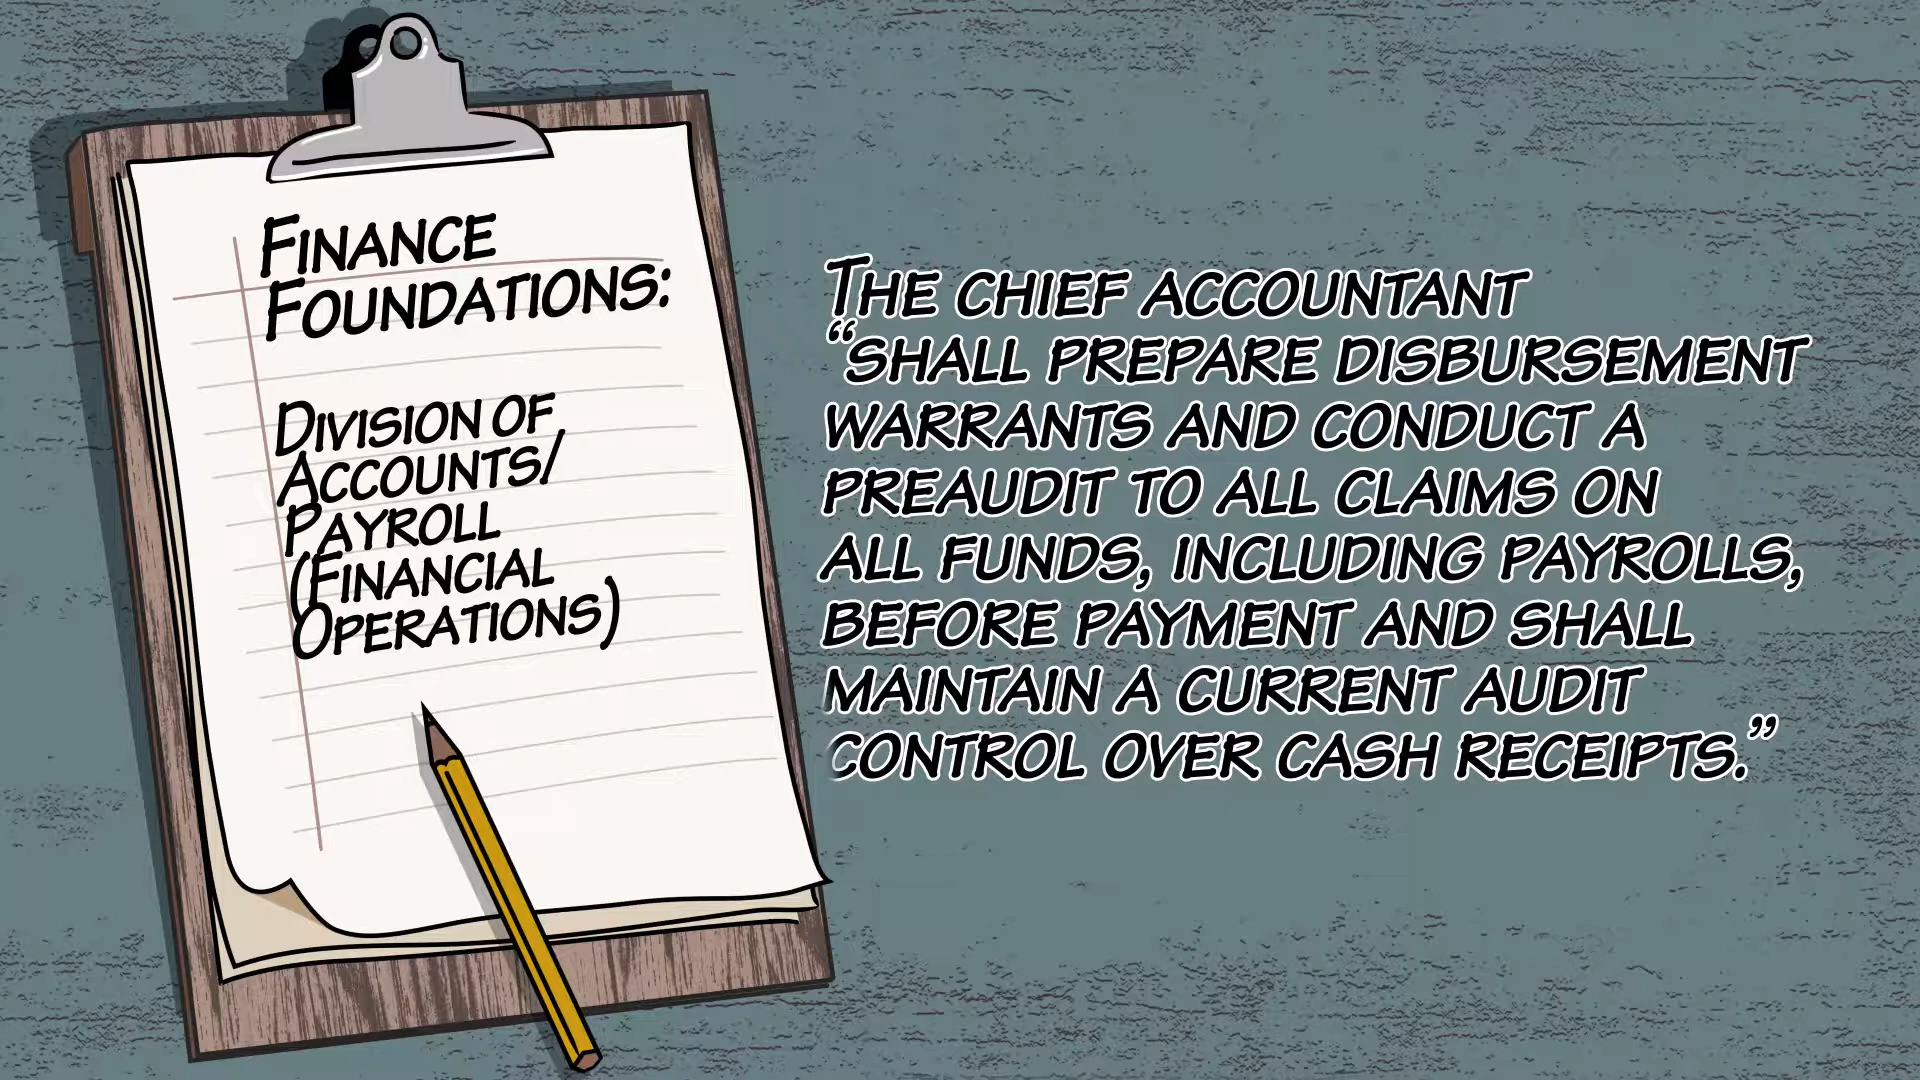 Finance
Foundations:
Division of
Accounts/
Payroll
(Financial
Operations)
The chief accountant
“shall prepare disbursement
warrants and conduct a
preaudit to all claims on
all funds, including payrolls,
before payment and shall
maintain a current audit
control over cash receipts.”